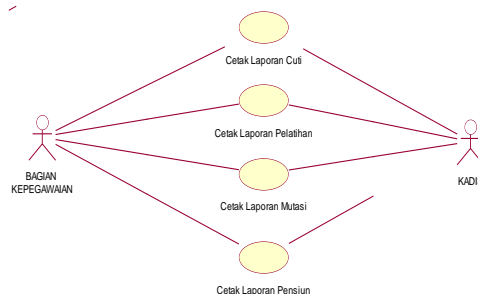 Cetak Laporan Cuti
Cetak Laporan Pelatihan
BAGIAN
KEPEGAWAIAN
KADI
Cetak Laporan Mutasi
Cetak Laporan Pensiun